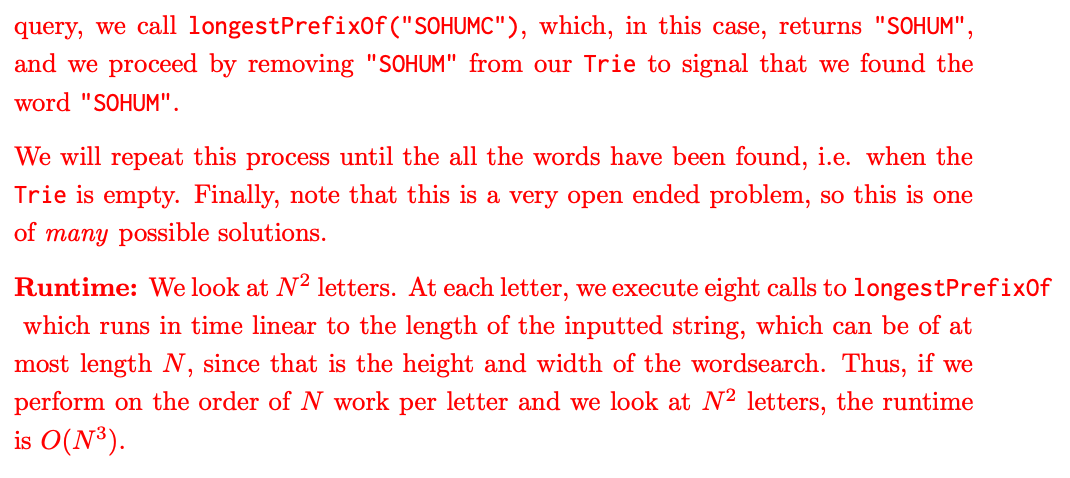 query, we call longestPrefixOf("SOHUMC"), which, in this case, returns "SOHUM",
and we proceed by removing "SOHUM" from our Trie to signal that we found the
word "SOHUM".
We will repeat this process until the all the words have been found, i.e. when the
Trie is empty. Finally, note that this is a very open ended problem, so this is one
of many possible solutions.
Runtime: We look at N² letters. At each letter, we execute eight calls to longestPrefixOf
which runs in time linear to the length of the inputted string, which can be of at
most length N, since that is the height and width of the wordsearch. Thus, if we
perform on the order of N work per letter and we look at N² letters, the runtime
is O(N³).